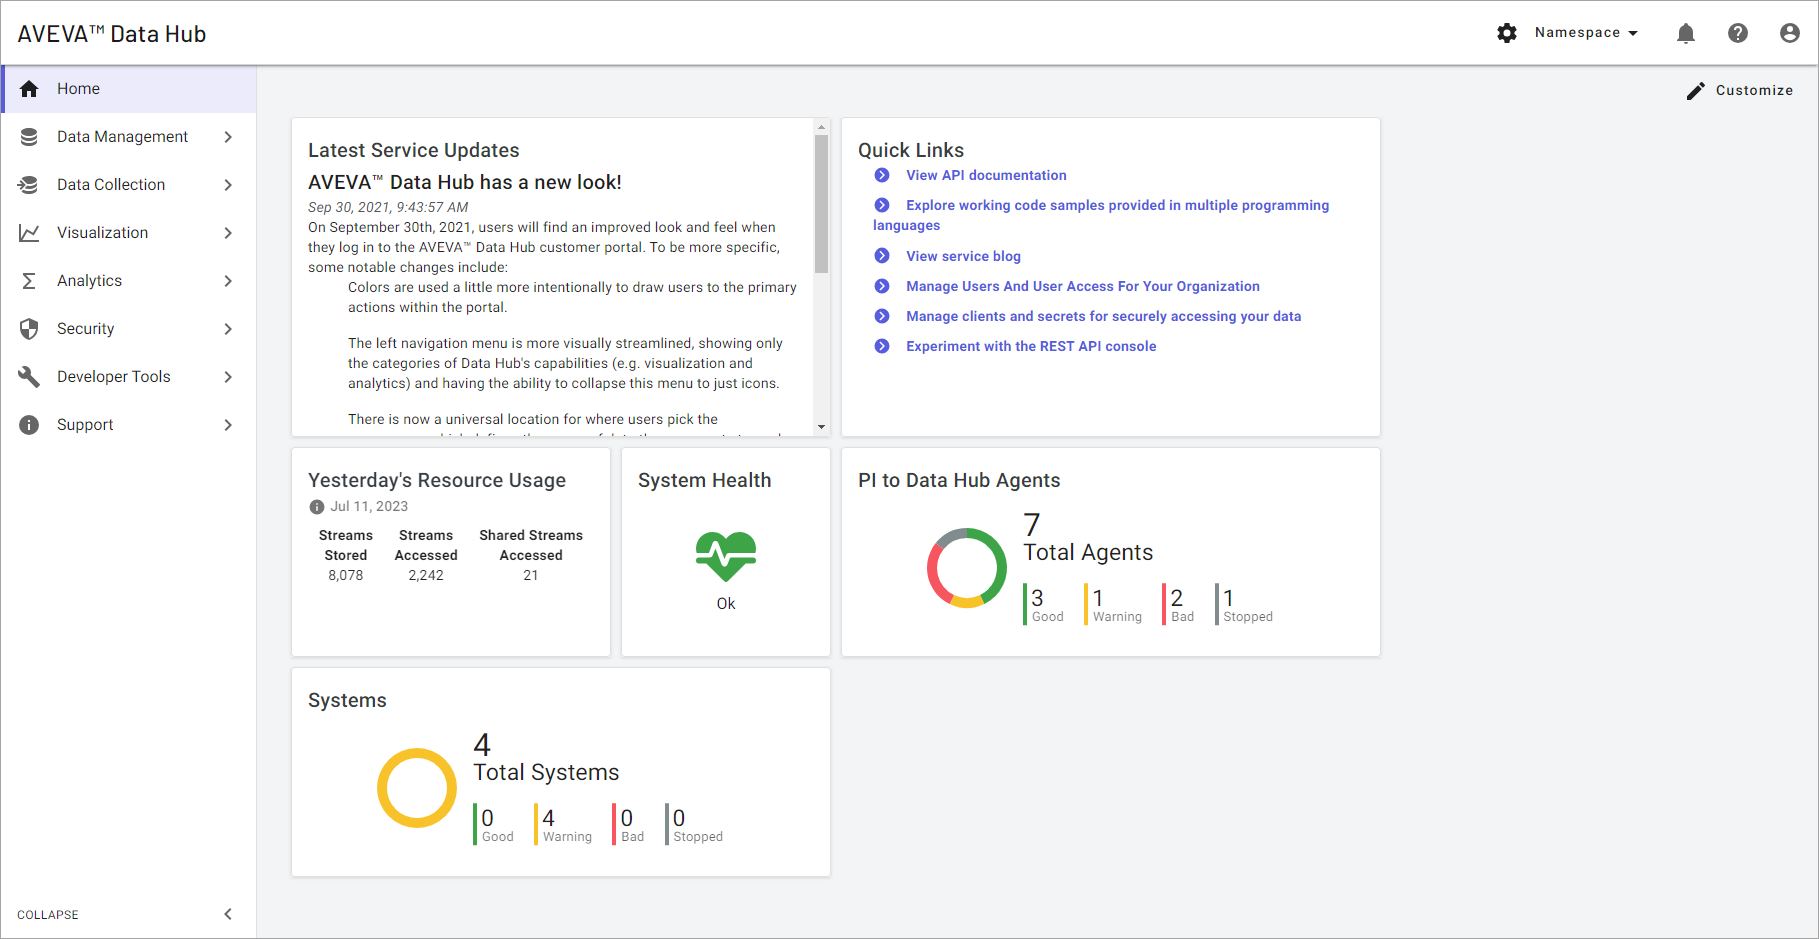 AVEVA™ Data Hub
Namespace
Home
Data Management
Data Collection
Visualization
Analytics
Security
Developer Tools
Support
COLLAPSE
Customize
Latest Service Updates
AVEVA™ Data Hub has a new look!
Sep 30, 2021, 9:43:57 AM
On September 30th, 2021, users will find an improved look and feel when
they log in to the AVEVA™ Data Hub customer portal. To be more specific,
some notable changes include:
Colors are used a little more intentionally to draw users to the primary
actions within the portal.
The left navigation menu is more visually streamlined, showing only
the categories of Data Hub's capabilities (e.g. visualization and
analytics) and having the ability to collapse this menu to just icons.
There is now a universal location for where users pick the
Quick Links
View API documentation
Explore working code samples provided in multiple programming
languages
View service blog
Manage Users And User Access For Your Organization
Manage clients and secrets for securely accessing your data
Experiment with the REST API console
Yesterday's Resource Usage
Jul 11, 2023
Streams Streams Shared Streams
Stored Accessed Accessed
8,078 2,242 21
System Health
Ok
PI to Data Hub Agents
7
Total Agents
3 1 2 1
Good Warning Bad Stopped
Systems
4
Total Systems
0 4 0 0
Good Warning Bad Stopped